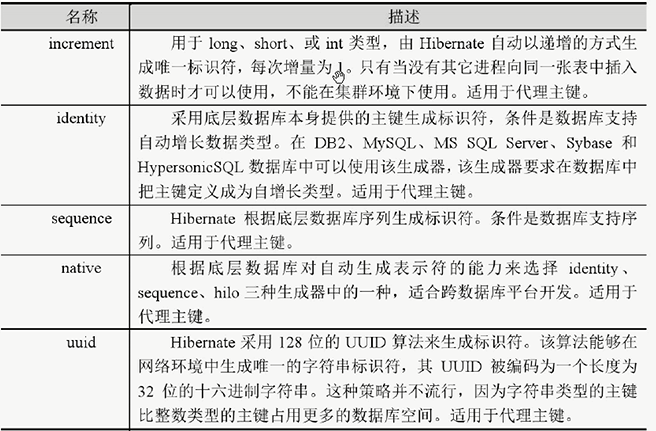 名称 描述
increment 用于 long、short、或 int 类型，由 Hibernate 自动以递增的方式生
成唯一标识符，每次增量为 1。只有当没有其它进程向同一张表中插入
数据时才可以使用，不能在集群环境下使用。适用于代理主键。
identity 采用底层数据库本身提供的主键生成标识符，条件是数据库支持
自动增长数据类型。在 DB2、MySQL、MS SQL Server、Sybase 和
HypersonicSQL 数据库中可以使用该生成器，该生成器要求在数据库中
把主键定义成为自增长类型。适用于代理主键。
sequence Hibernate 根据底层数据库序列生成标识符。条件是数据库支持序
列。适用于代理主键。
native 根据底层数据库对自动生成表示符的能力来选择 identity、
sequence、hilo 三种生成器中的一种，适合跨数据库平台开发。适用于
代理主键。
uuid Hibernate 采用 128 位的 UUID 算法来生成标识符。该算法能够在
网络环境中生成唯一的字符串标识符，其 UUID 被编码为一个长度为
32 位的十六进制字符串。这种策略并不流行，因为字符串类型的主键
比整数类型的主键占用更多的数据库空间。适用于代理主键。